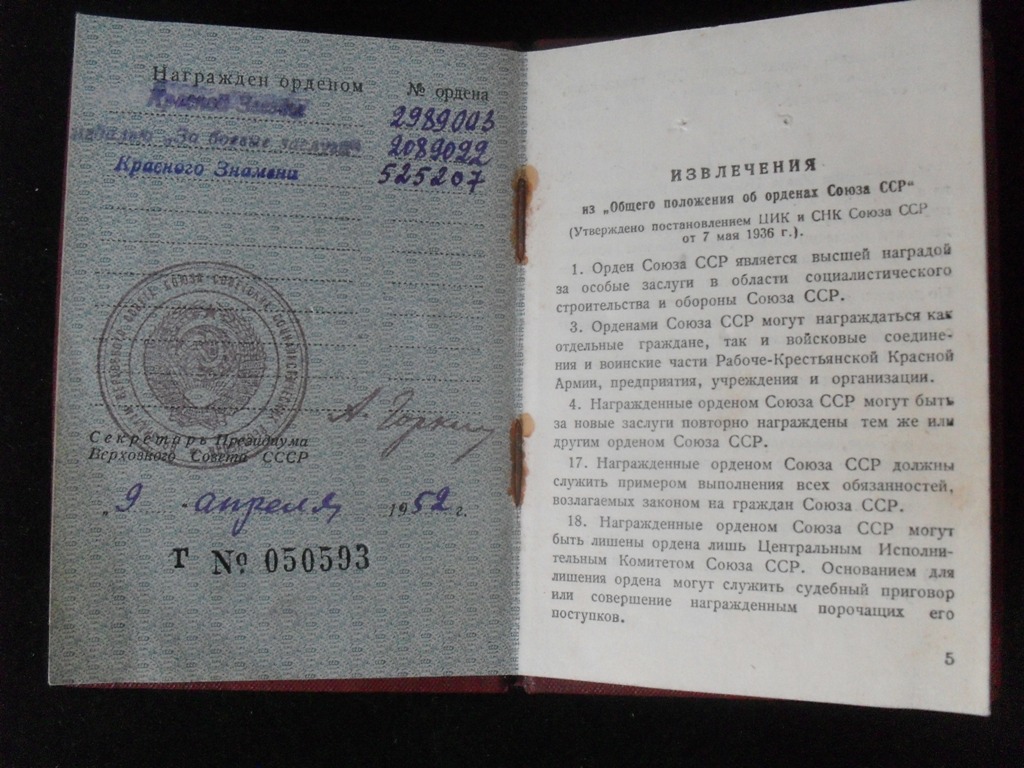 Награжден орденом № ордена
Красной Звезды 2989003
медалью „За боевые заслуги“ 2089022
Красного Знамени 525207
Секретарь Президиума
Верховного Совета СССР
А. Горкин
„9 апреля 1952 г.
Т № 050593
ИЗВЛЕЧЕНИЯ
из „Общего положения об орденах Союза ССР“
(Утверждено постановлением ЦИК и СНК Союза ССР
от 7 мая 1936 г.).
1. Орден Союза ССР является высшей наградой
за особые заслуги в области социалистического
строительства и обороны Союза ССР.
3. Орденами Союза ССР могут награждаться как
отдельные граждане, так и войсковые соедине-
ния и воинские части Рабоче-Крестьянской Красной
Армии, предприятия, учреждения и организации.
4. Награжденные орденом Союза ССР могут быть
за новые заслуги повторно награждены тем же или
другим орденом Союза ССР.
17. Награжденные орденом Союза ССР должны
служить примером выполнения всех обязанностей,
возлагаемых законом на граждан Союза ССР.
18. Награжденные орденом Союза ССР могут
быть лишены ордена лишь Центральным Исполни-
тельным Комитетом Союза ССР. Основанием для
лишения ордена могут служить судебный приговор
или совершение награжденным порочащих его
поступков.
5